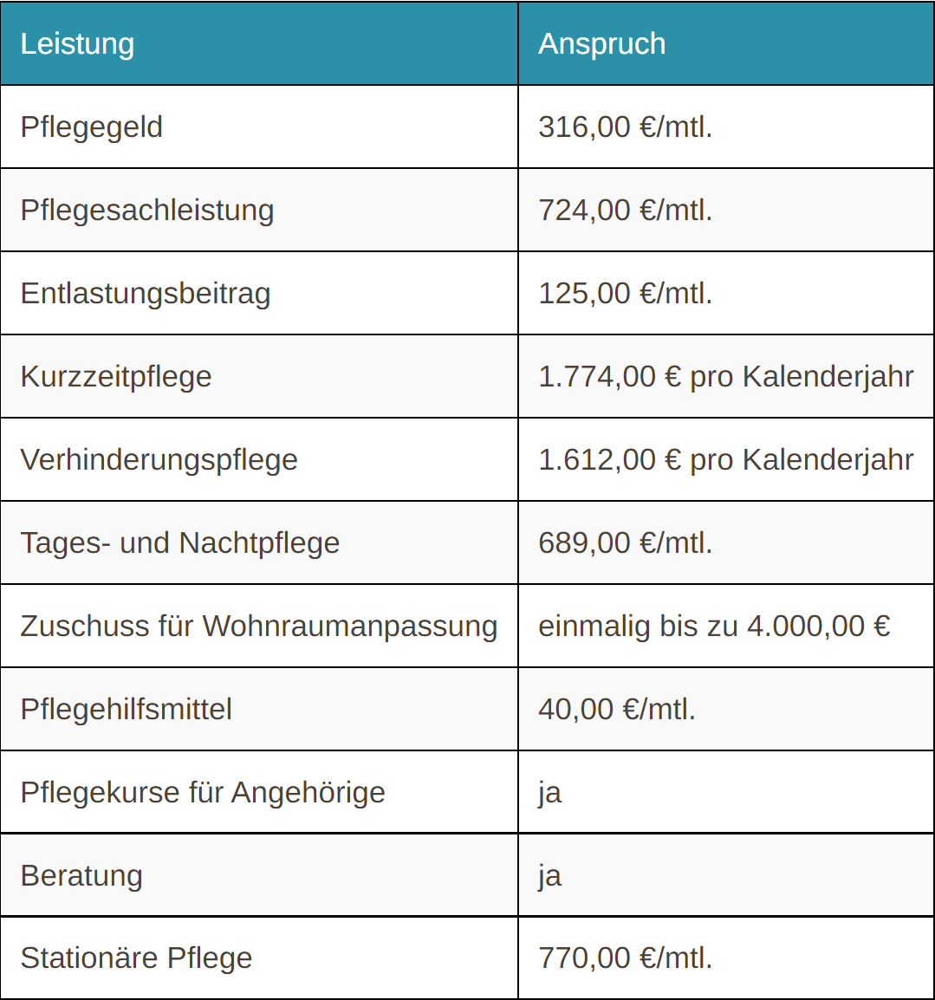 Leistung Anspruch
Pflegegeld 316,00 €/mtl.
Pflegesachleistung 724,00 €/mtl.
Entlastungsbeitrag 125,00 €/mtl.
Kurzzeitpflege 1.774,00 € pro Kalenderjahr
Verhinderungspflege 1.612,00 € pro Kalenderjahr
Tages- und Nachtpflege 689,00 €/mtl.
Zuschuss für Wohnraumanpassung einmalig bis zu 4.000,00 €
Pflegehilfsmittel 40,00 €/mtl.
Pflegekurse für Angehörige ja
Beratung ja
Stationäre Pflege 770,00 €/mtl.